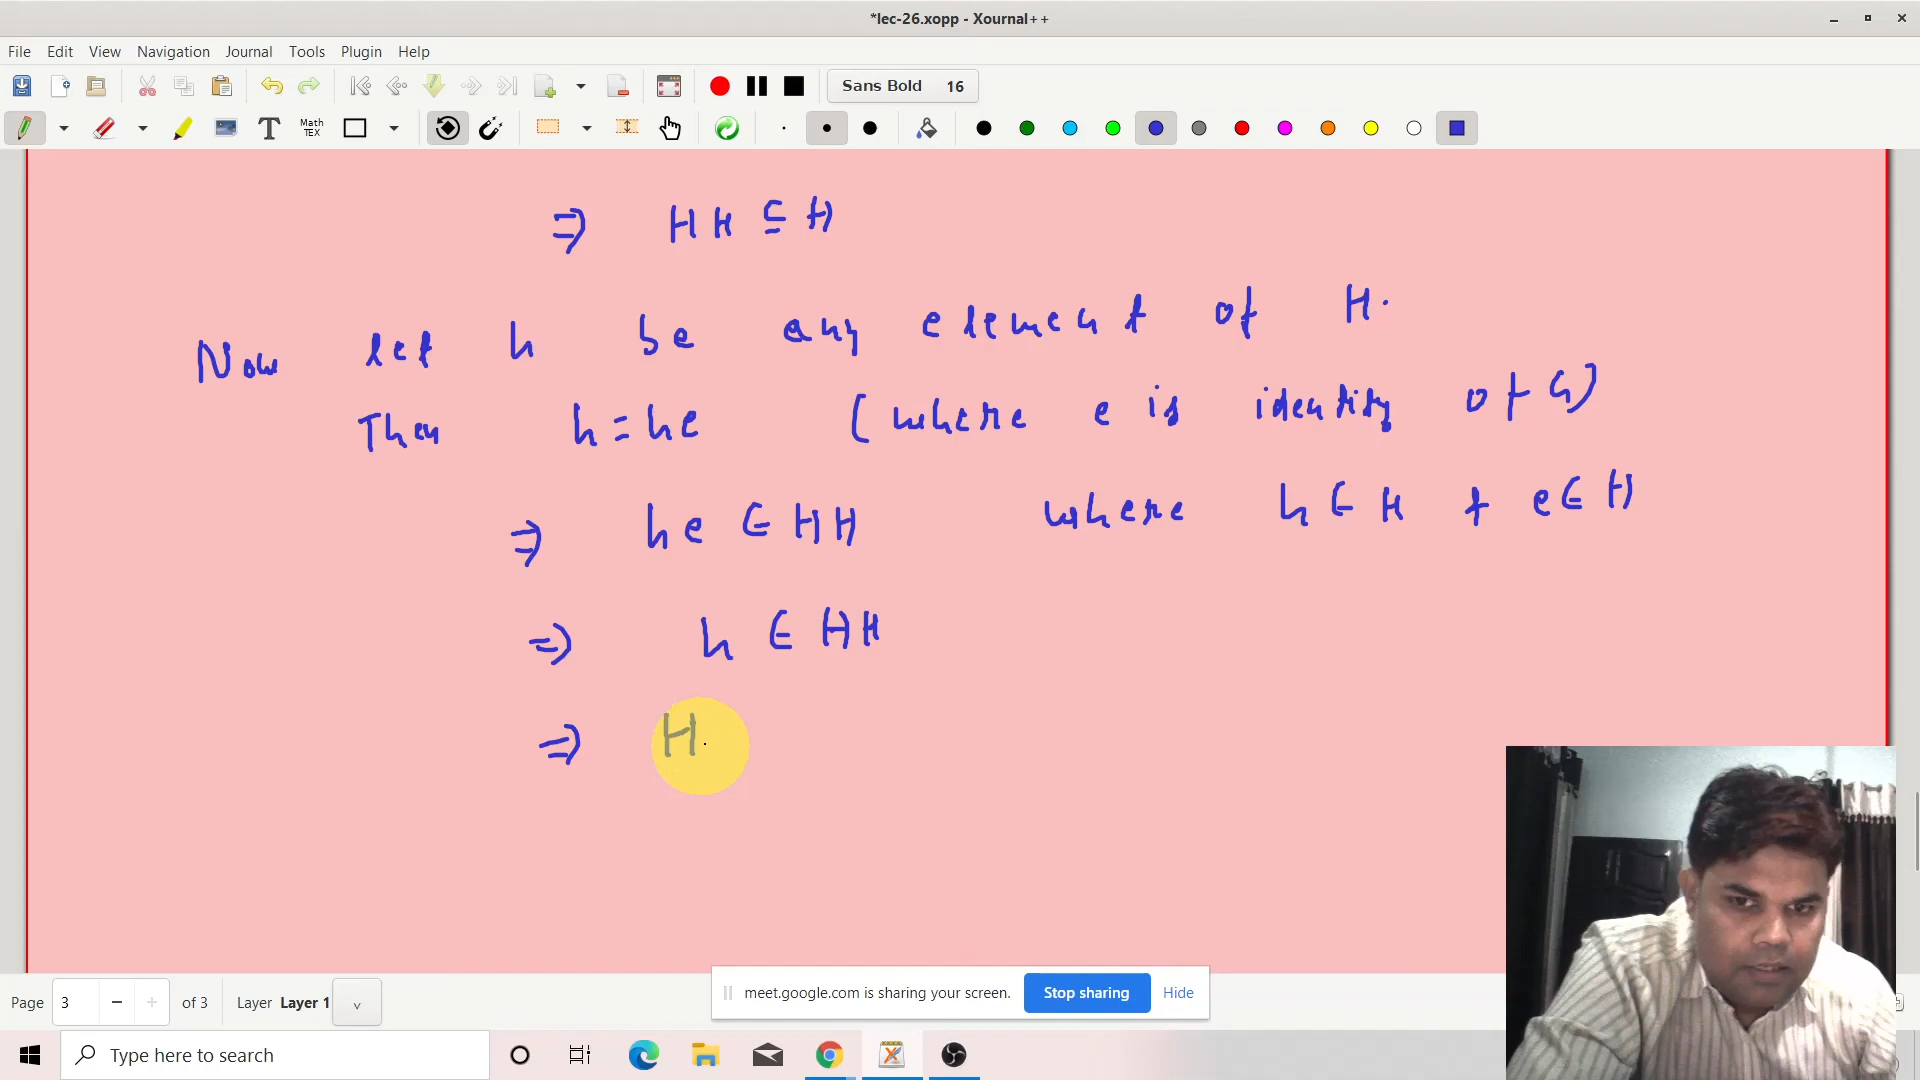 *lec-26.xopp - Xournal++
File Edit View Navigation Journal Tools Plugin Help
Sans Bold 16
Math
TEX
⇒ HH ⊆ H
Now let h be any element of H.
Then h = he (where e is identity of G)
⇒ he ∈ HH where h ∈ H & e ∈ H
⇒ h ∈ HH
⇒ H
Page 3 of 3 Layer Layer 1
meet.google.com is sharing your screen. Stop sharing Hide
Type here to search